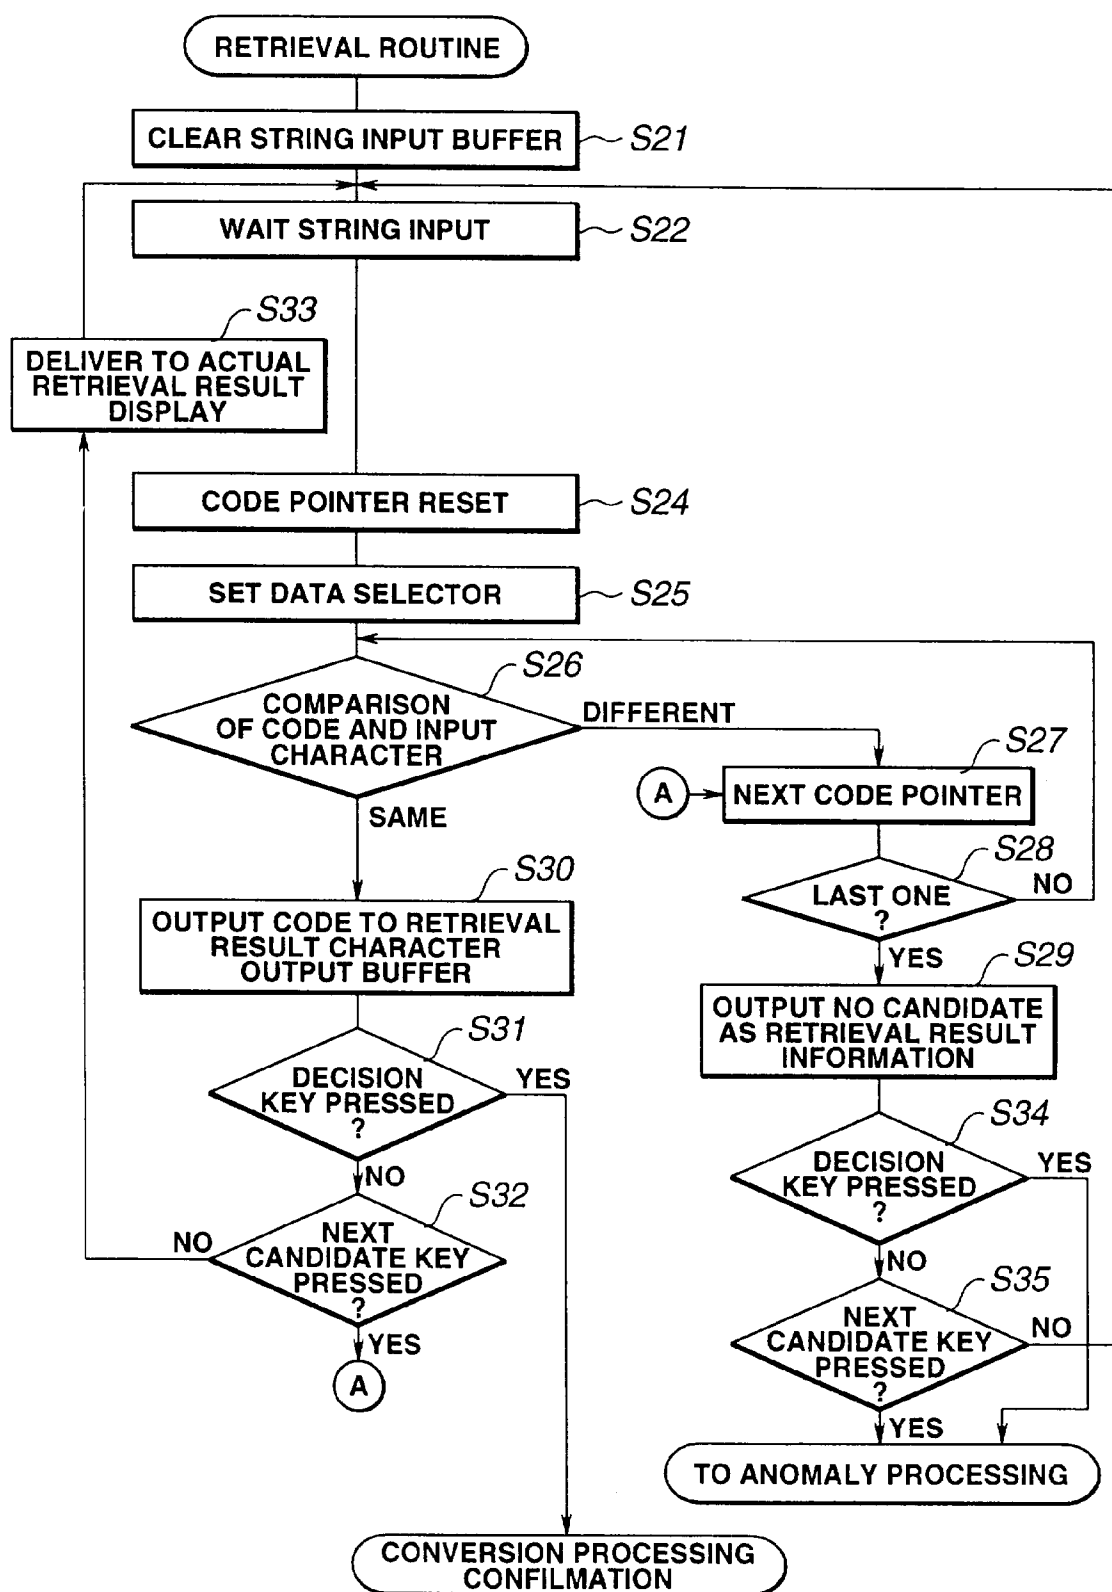 RETRIEVAL ROUTINE
CLEAR STRING INPUT BUFFER
S21
WAIT STRING INPUT
S22
S33
DELIVER TO ACTUAL
RETRIEVAL RESULT
DISPLAY
CODE POINTER RESET
S24
SET DATA SELECTOR
S25
S26
COMPARISON
OF CODE AND INPUT
CHARACTER
DIFFERENT
SAME
S27
A
NEXT CODE POINTER
S28
LAST ONE
?
NO
YES
S30
OUTPUT CODE TO RETRIEVAL
RESULT CHARACTER
OUTPUT BUFFER
S29
OUTPUT NO CANDIDATE
AS RETRIEVAL RESULT
INFORMATION
S31
DECISION
KEY PRESSED
?
YES
NO
S32
NEXT
CANDIDATE KEY
PRESSED
?
NO
YES
A
S34
DECISION
KEY PRESSED
?
YES
NO
S35
NEXT
CANDIDATE KEY
PRESSED
?
NO
YES
TO ANOMALY PROCESSING
CONVERSION PROCESSING
CONFILMATION